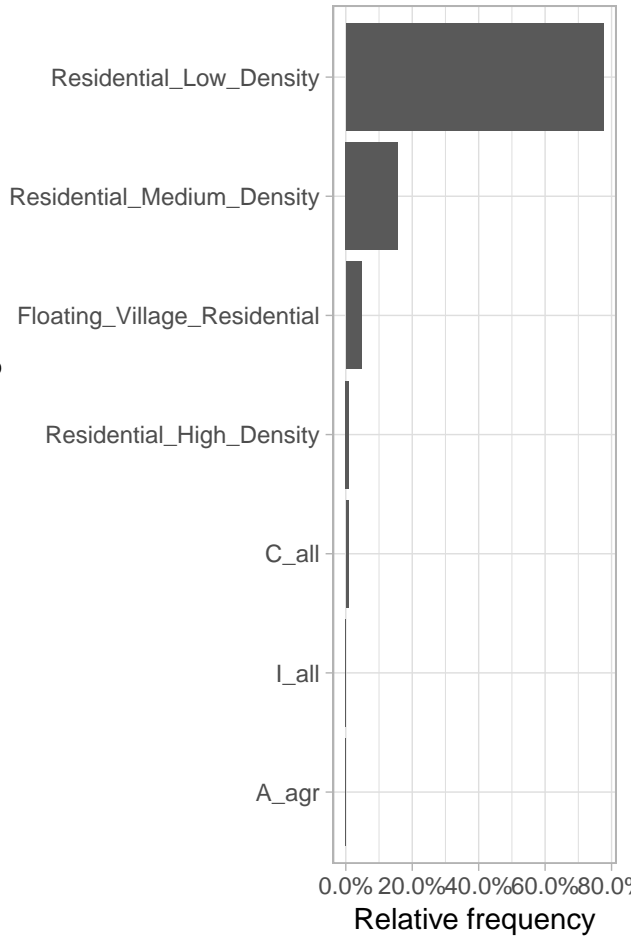 Residential_Low_Density
Residential_Medium_Density
Floating_Village_Residential
Residential_High_Density
C_all
I_all
A_agr
0.0% 20.0%40.0%60.0%80.0%
Relative frequency